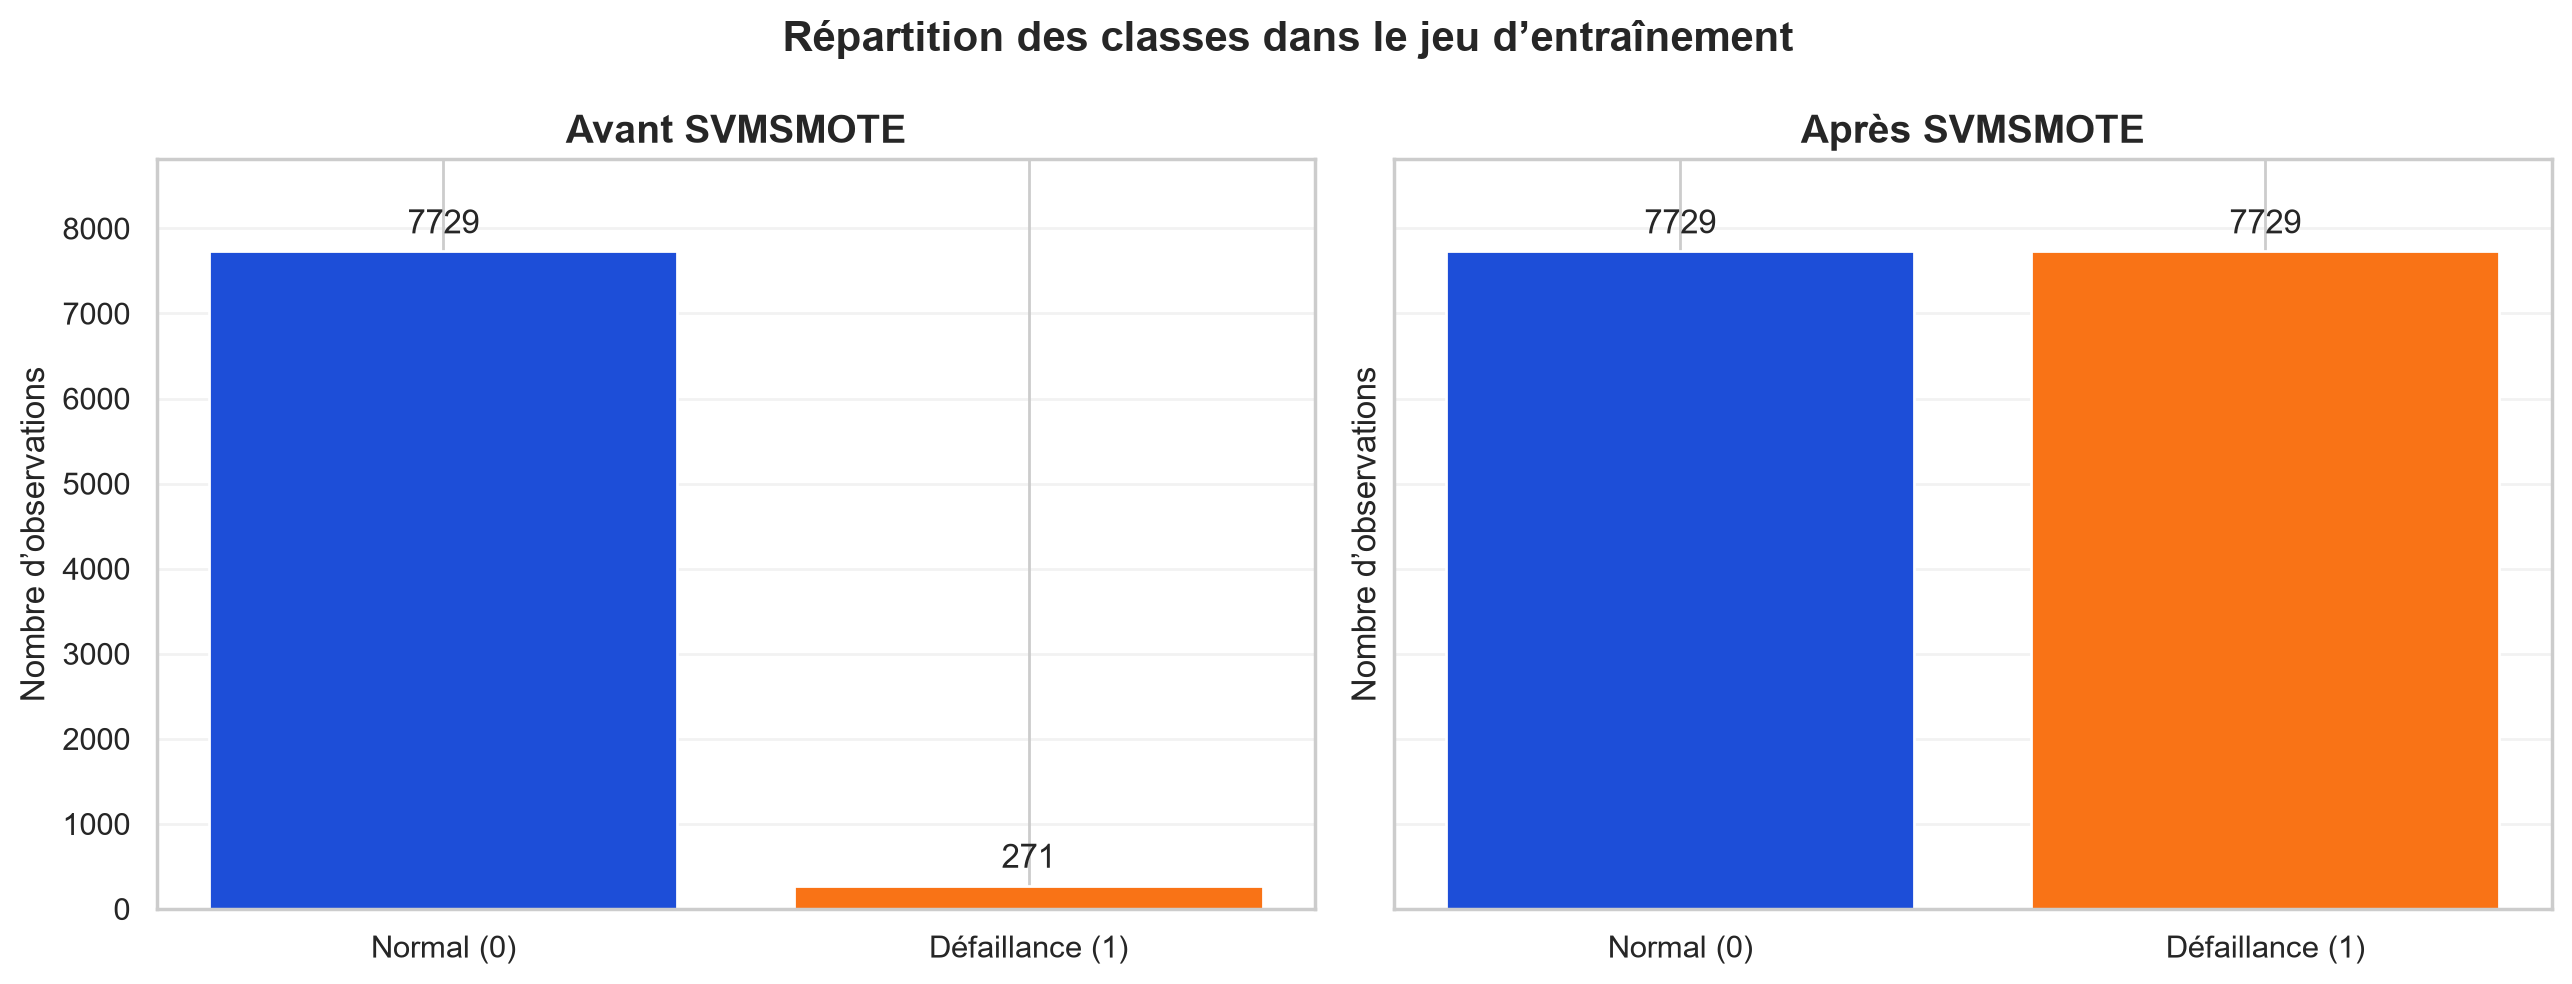 Répartition des classes dans le jeu d’entraînement
Avant SVMSMOTE
Nombre d’observations
8000
7000
6000
5000
4000
3000
2000
1000
0
7729
271
Normal (0)
Défaillance (1)
Après SVMSMOTE
Nombre d’observations
7729
7729
Normal (0)
Défaillance (1)